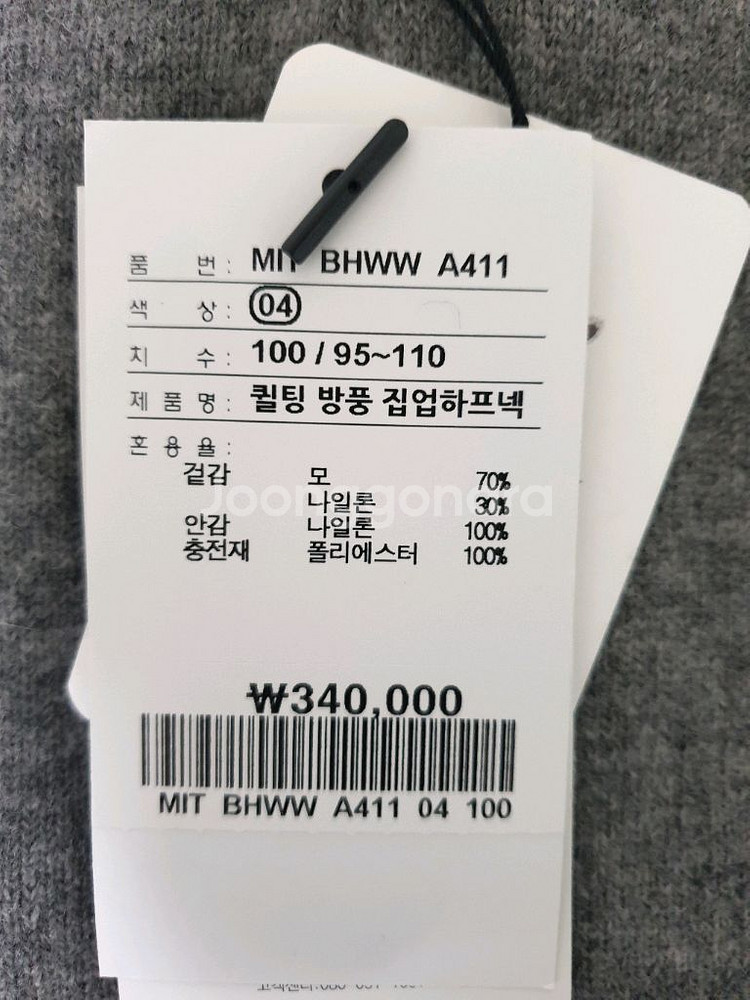 품 번 : MIT BHWW A411
색 상 : 04
치 수 : 100 / 95~110
제 품 명 : 퀼팅 방풍 집업하프넥
혼 용 율 :
겉감 모 70%
나일론 30%
안감 나일론 100%
충전재 폴리에스터 100%
Joonggonara
₩340,000
MIT BHWW A411 04 100